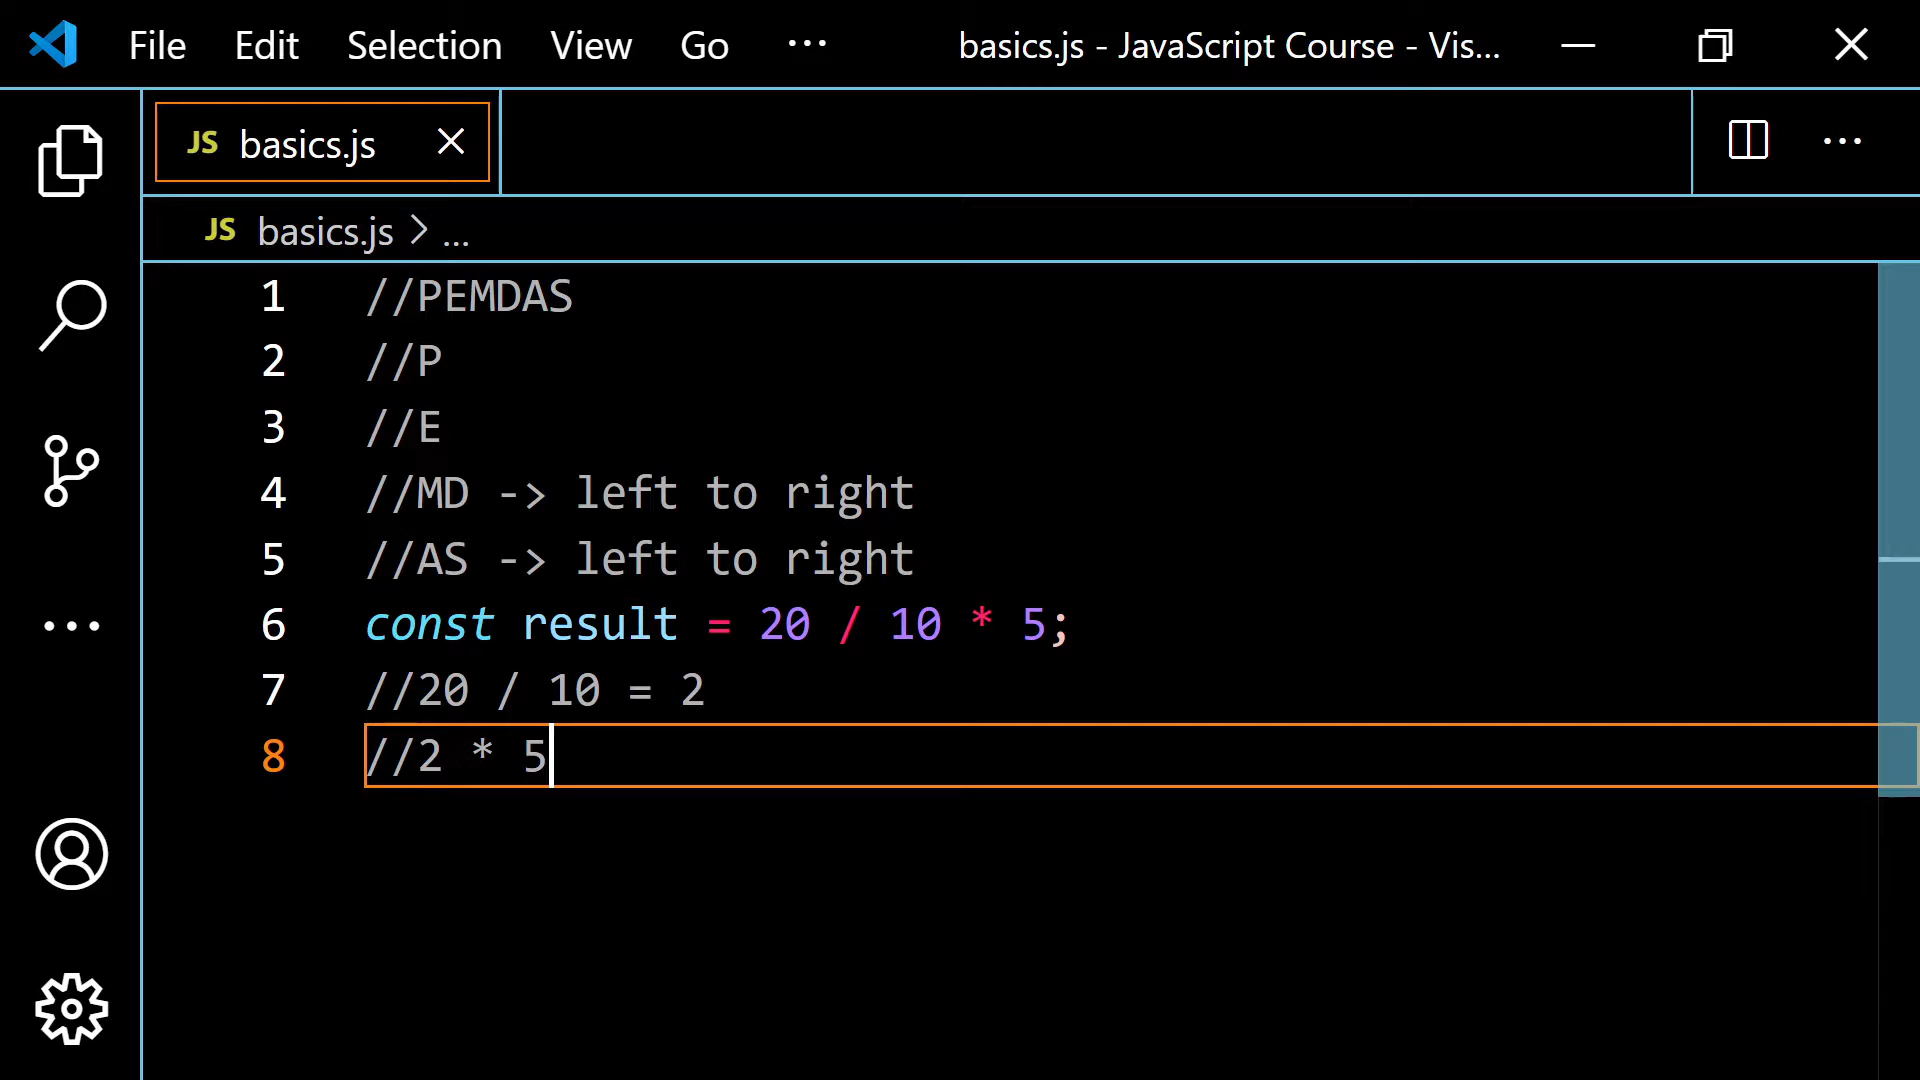 File Edit Selection View Go ··· basics.js - JavaScript Course - Vis...
JS basics.js
JS basics.js > ...
1 //PEMDAS
2 //P
3 //E
4 //MD -> left to right
5 //AS -> left to right
6 const result = 20 / 10 * 5;
7 //20 / 10 = 2
8 //2 * 5